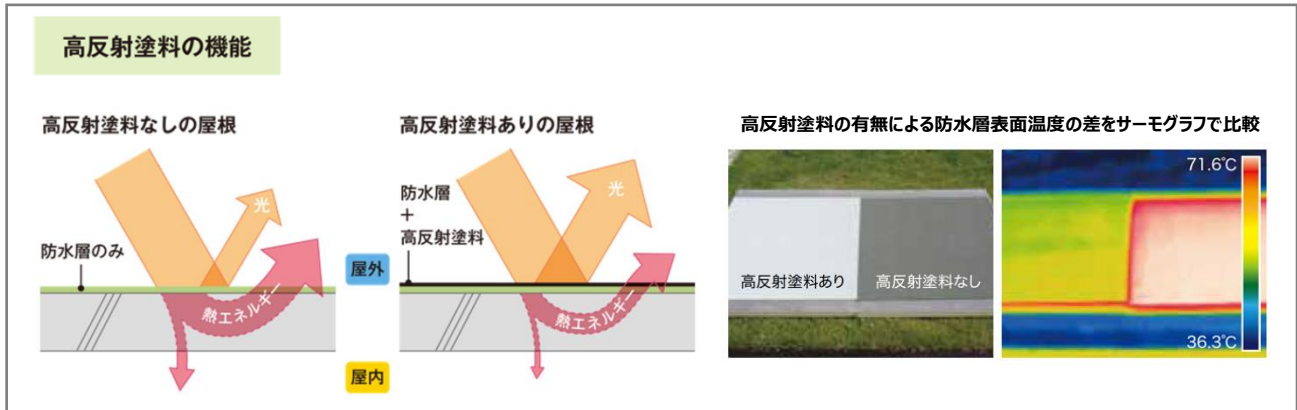 高反射塗料の機能
高反射塗料なしの屋根
光
防水層のみ
熱エネルギー
屋外
屋内
高反射塗料ありの屋根
光
防水層
+
高反射塗料
熱エネルギー
高反射塗料の有無による防水層表面温度の差をサーモグラフで比較
高反射塗料あり
高反射塗料なし
71.6℃
36.3℃